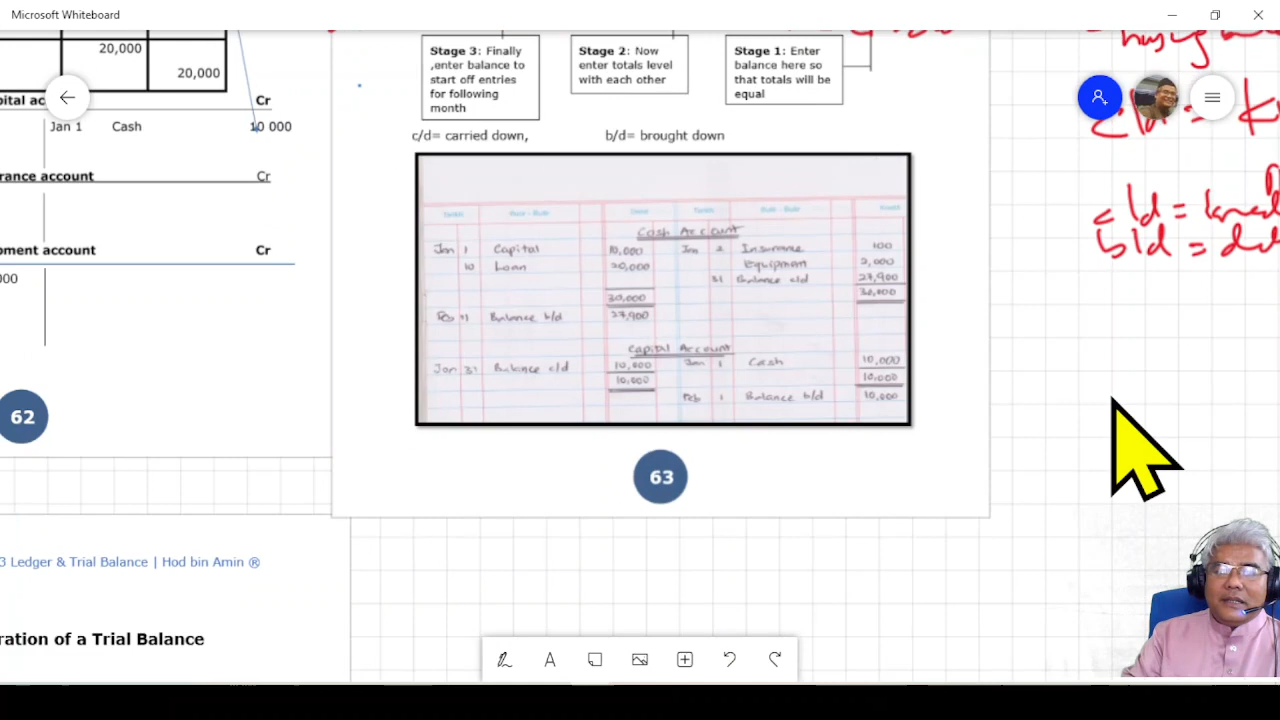 Microsoft Whiteboard
20,000
20,000
pital ac
Cr
Jan 1 Cash 10 000
rance account Cr
pment account Cr
000
62
Stage 3: Finally
,enter balance to
start off entries
for following
month
Stage 2: Now
enter totals level
with each other
Stage 1: Enter
balance here so
that totals will be
equal
c/d= carried down, b/d= brought down
Cash Account
Jan 1 Capital 10,000 Jan 2 Insurance 100
10 Loan 20,000 Equipment 2,000
31 Balance c/d 27,900
30,000 30,000
Feb 1 Balance b/d 27,900
Capital Account
Jan 31 Balance c/d 10,000 Jan 1 Cash 10,000
10,000 10,000
Feb 1 Balance b/d 10,000
63
c/d =
c/d =
b/d =
3 Ledger & Trial Balance | Hod bin Amin ®
ration of a Trial Balance